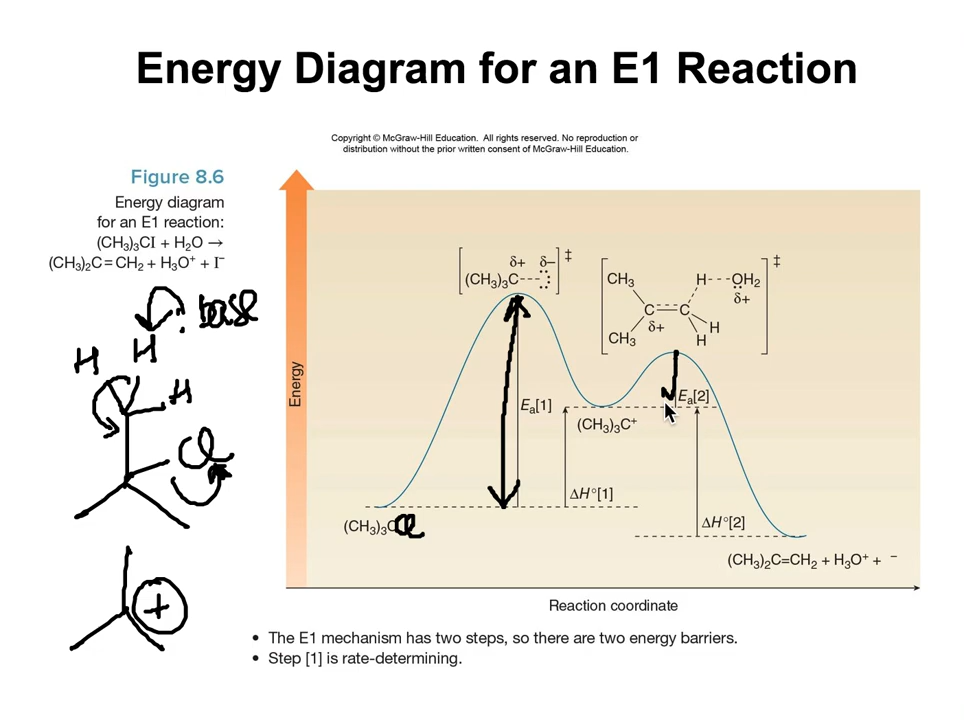 Energy Diagram for an E1 Reaction
Copyright © McGraw-Hill Education. All rights reserved. No reproduction or
distribution without the prior written consent of McGraw-Hill Education.
Figure 8.6
Energy diagram
for an E1 reaction:
(CH₃)₃CI + H₂O →
(CH₃)₂C=CH₂ + H₃O⁺ + I⁻
: base
H
H
H
Cl
+
Energy
δ+ δ−
(CH₃)₃C---
‡
CH₃
H---OH₂
δ+
C===C
δ+
CH₃
H
H
‡
Eₐ[1]
Eₐ[2]
(CH₃)₃C⁺
ΔH°[1]
(CH₃)₃Cl
ΔH°[2]
(CH₃)₂C=CH₂ + H₃O⁺ + ⁻
Reaction coordinate
• The E1 mechanism has two steps, so there are two energy barriers.
• Step [1] is rate-determining.